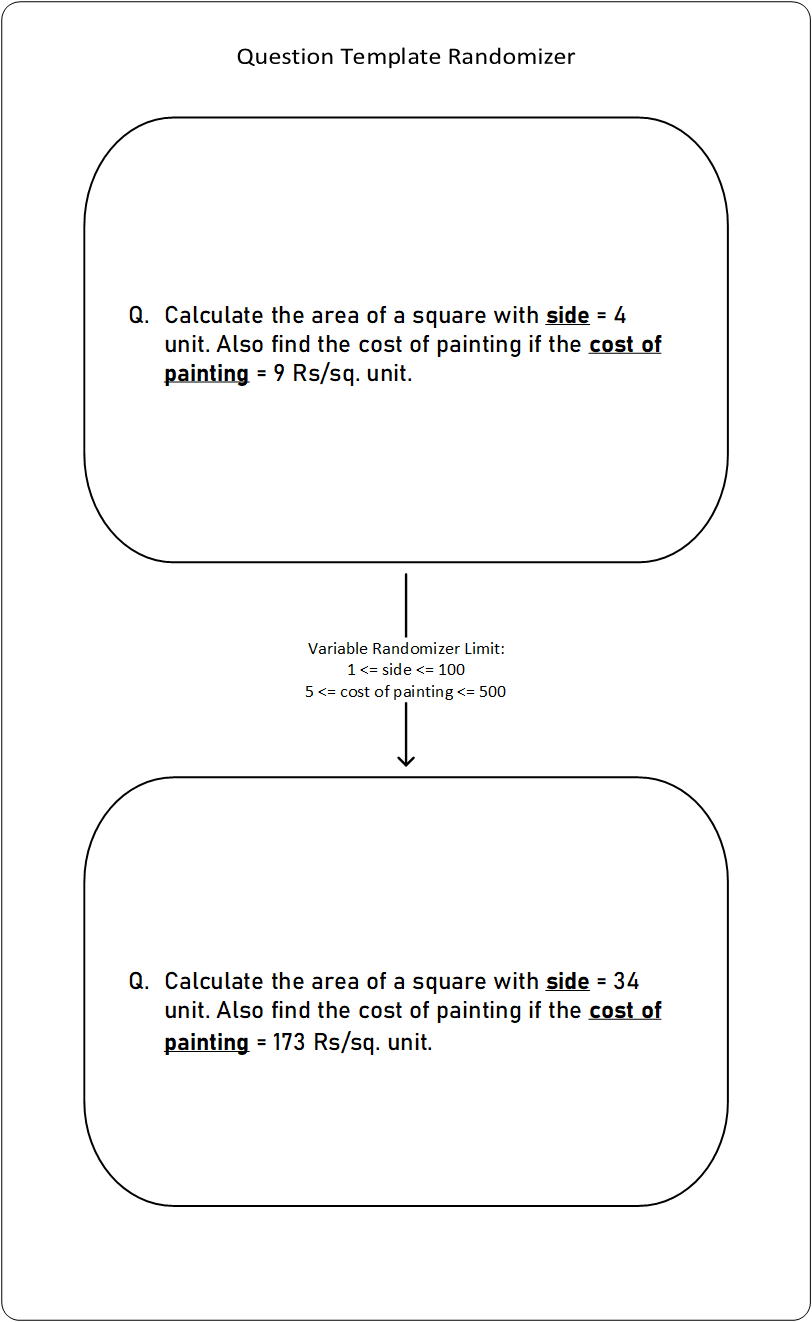 Question Template Randomizer
Q. Calculate the area of a square with side = 4
unit. Also find the cost of painting if the cost of
painting = 9 Rs/sq. unit.
Variable Randomizer Limit:
1 <= side <= 100
5 <= cost of painting <= 500
Q. Calculate the area of a square with side = 34
unit. Also find the cost of painting if the cost of
painting = 173 Rs/sq. unit.